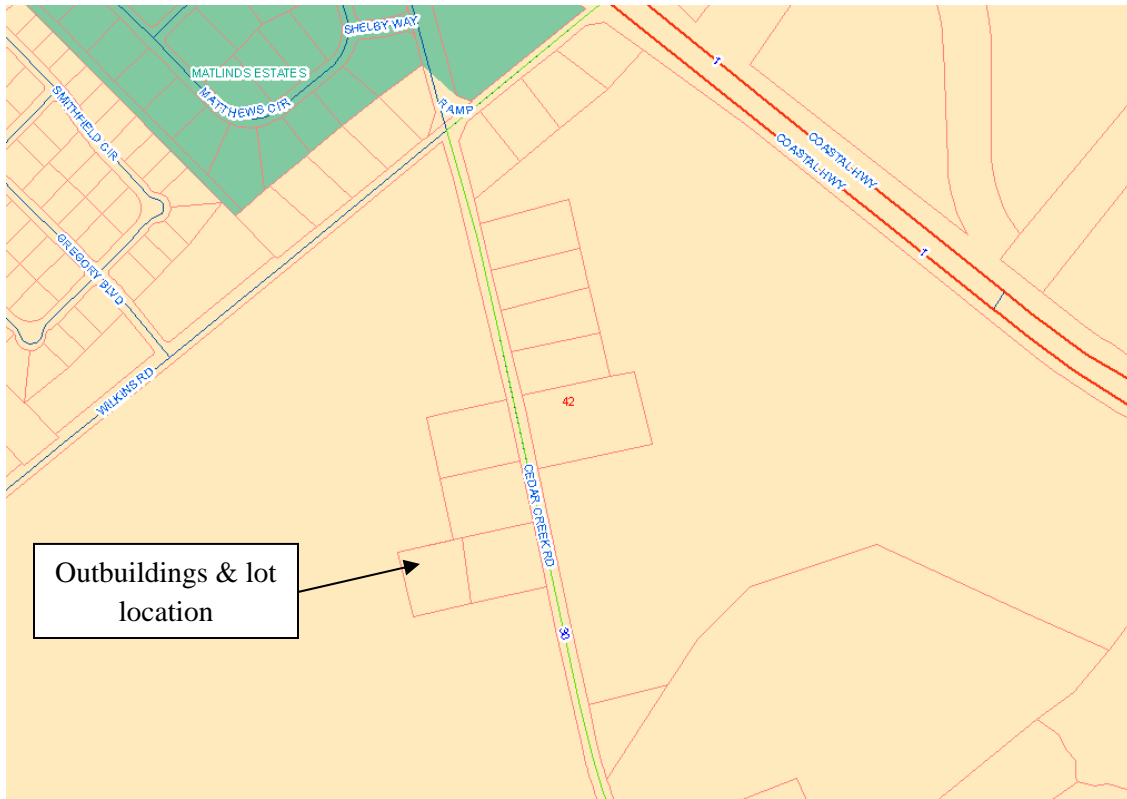 SHELBY WAY
MATLINDS ESTATES
MATTHEWS CIR
RAMP
SMITHFIELD CIR
1
COASTAL HWY
COASTAL HWY
1
GREGORY BLVD
WILKINS RD
42
CEDAR CREEK RD
Outbuildings & lot
location
30